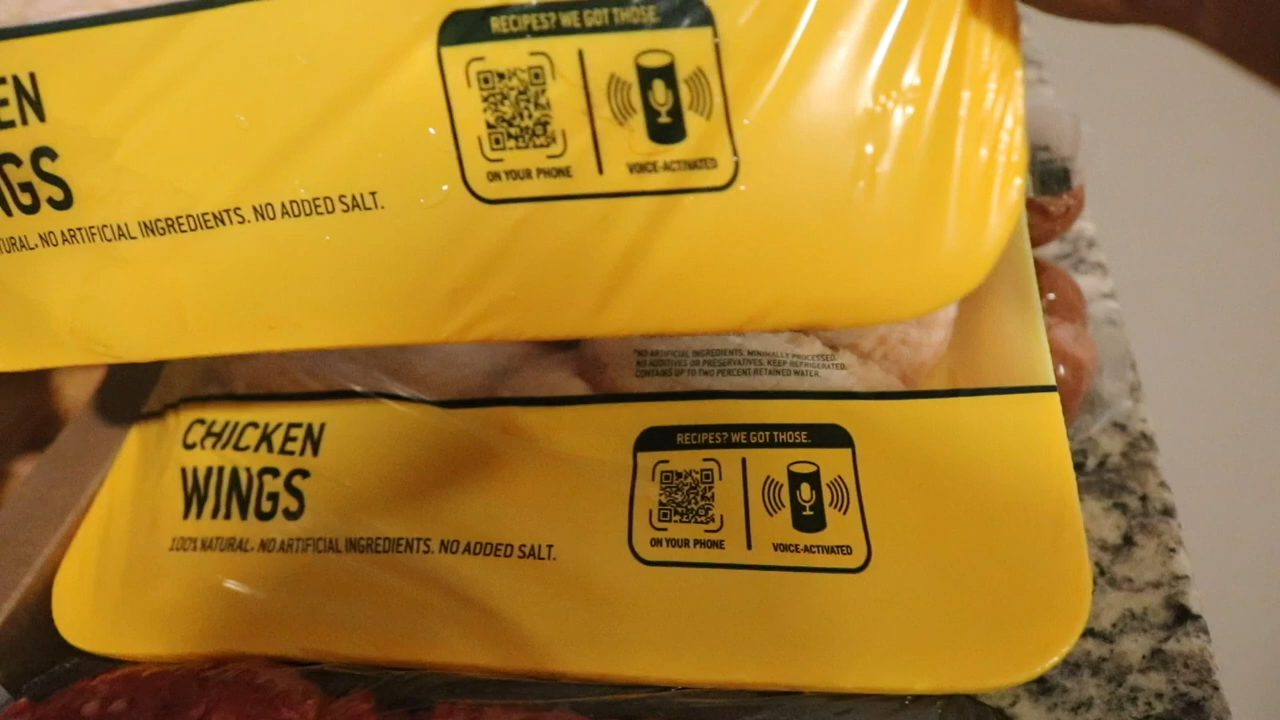 RECIPES? WE GOT THOSE.
EN
NGS
ON YOUR PHONE
VOICE-ACTIVATED
TURAL. NO ARTIFICIAL INGREDIENTS. NO ADDED SALT.
*NO ARTIFICIAL INGREDIENTS. MINIMALLY PROCESSED.
NO ADDITIVES OR PRESERVATIVES. KEEP REFRIGERATED.
CONTAINS UP TO TWO PERCENT RETAINED WATER.
CHICKEN
WINGS
100% NATURAL. NO ARTIFICIAL INGREDIENTS. NO ADDED SALT.
RECIPES? WE GOT THOSE.
ON YOUR PHONE
VOICE-ACTIVATED